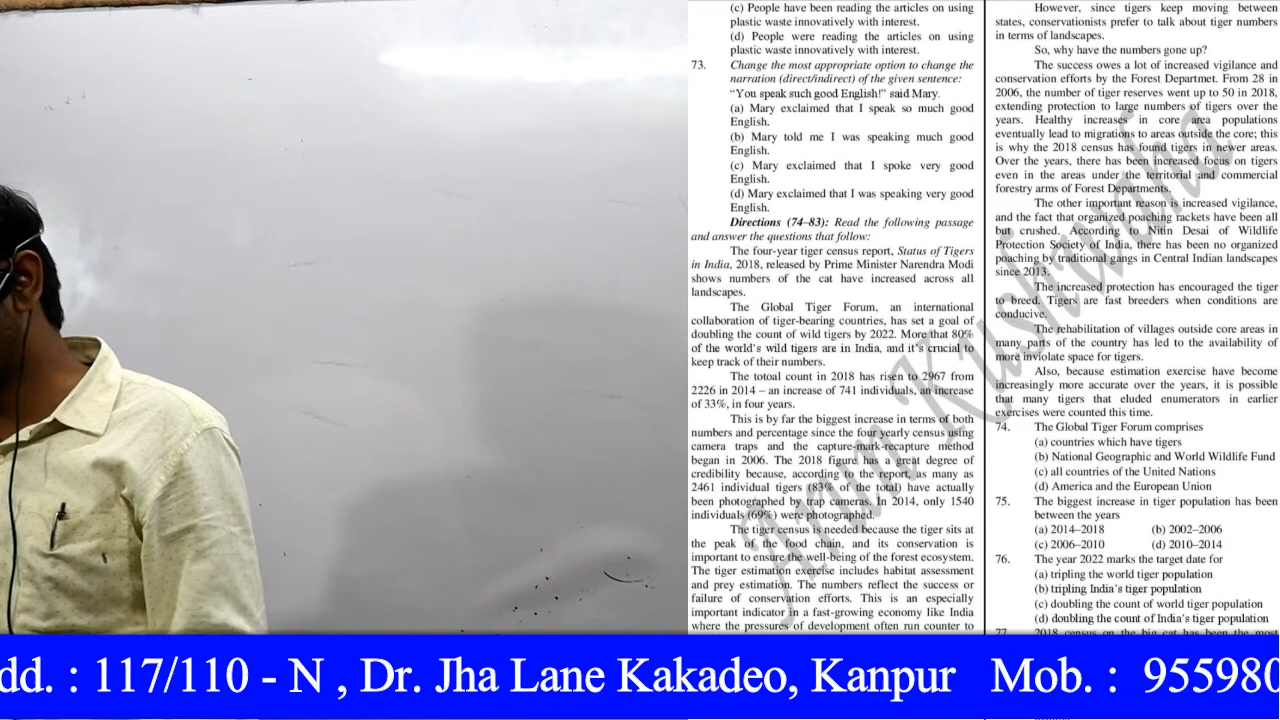 (c) People have been reading the articles on using
plastic waste innovatively with interest.
(d) People were reading the articles on using
plastic waste innovatively with interest.
73. Change the most appropriate option to change the
narration (direct/indirect) of the given sentence:
“You speak such good English!” said Mary.
(a) Mary exclaimed that I speak so much good
English.
(b) Mary told me I was speaking much good
English.
(c) Mary exclaimed that I spoke very good
English.
(d) Mary exclaimed that I was speaking very good
English.
Directions (74–83): Read the following passage
and answer the questions that follow:
The four-year tiger census report, Status of Tigers
in India, 2018, released by Prime Minister Narendra Modi
shows numbers of the cat have increased across all
landscapes.
The Global Tiger Forum, an international
collaboration of tiger-bearing countries, has set a goal of
doubling the count of wild tigers by 2022. More that 80%
of the world's wild tigers are in India, and it's crucial to
keep track of their numbers.
The totoal count in 2018 has risen to 2967 from
2226 in 2014 – an increase of 741 individuals, an increase
of 33%, in four years.
This is by far the biggest increase in terms of both
numbers and percentage since the four yearly census using
camera traps and the capture-mark-recapture method
began in 2006. The 2018 figure has a great degree of
credibility because, according to the report, as many as
2461 individual tigers (83% of the total) have actually
been photographed by trap cameras. In 2014, only 1540
individuals (69%) were photographed.
The tiger census is needed because the tiger sits at
the peak of the food chain, and its conservation is
important to ensure the well-being of the forest ecosystem.
The tiger estimation exercise includes habitat assessment
and prey estimation. The numbers reflect the success or
failure of conservation efforts. This is an especially
important indicator in a fast-growing economy like India
where the pressures of development often run counter to
However, since tigers keep moving between
states, conservationists prefer to talk about tiger numbers
in terms of landscapes.
So, why have the numbers gone up?
The success owes a lot of increased vigilance and
conservation efforts by the Forest Departmet. From 28 in
2006, the number of tiger reserves went up to 50 in 2018,
extending protection to large numbers of tigers over the
years. Healthy increases in core area populations
eventually lead to migrations to areas outside the core; this
is why the 2018 census has found tigers in newer areas.
Over the years, there has been increased focus on tigers
even in the areas under the territorial and commercial
forestry arms of Forest Departments.
The other important reason is increased vigilance,
and the fact that organized poaching rackets have been all
but crushed. According to Nitin Desai of Wildlife
Protection Society of India, there has been no organized
poaching by traditional gangs in Central Indian landscapes
since 2013.
The increased protection has encouraged the tiger
to breed. Tigers are fast breeders when conditions are
conducive.
The rehabilitation of villages outside core areas in
many parts of the country has led to the availability of
more inviolate space for tigers.
Also, because estimation exercise have become
increasingly more accurate over the years, it is possible
that many tigers that eluded enumerators in earlier
exercises were counted this time.
74. The Global Tiger Forum comprises
(a) countries which have tigers
(b) National Geographic and World Wildlife Fund
(c) all countries of the United Nations
(d) America and the European Union
75. The biggest increase in tiger population has been
between the years
(a) 2014–2018 (b) 2002–2006
(c) 2006–2010 (d) 2010–2014
76. The year 2022 marks the target date for
(a) tripling the world tiger population
(b) tripling India's tiger population
(c) doubling the count of world tiger population
(d) doubling the count of India's tiger population
77. 2018 census on the big cat has been the most
Arun Kushwaha
dd. : 117/110 - N , Dr. Jha Lane Kakadeo, Kanpur Mob. : 955980